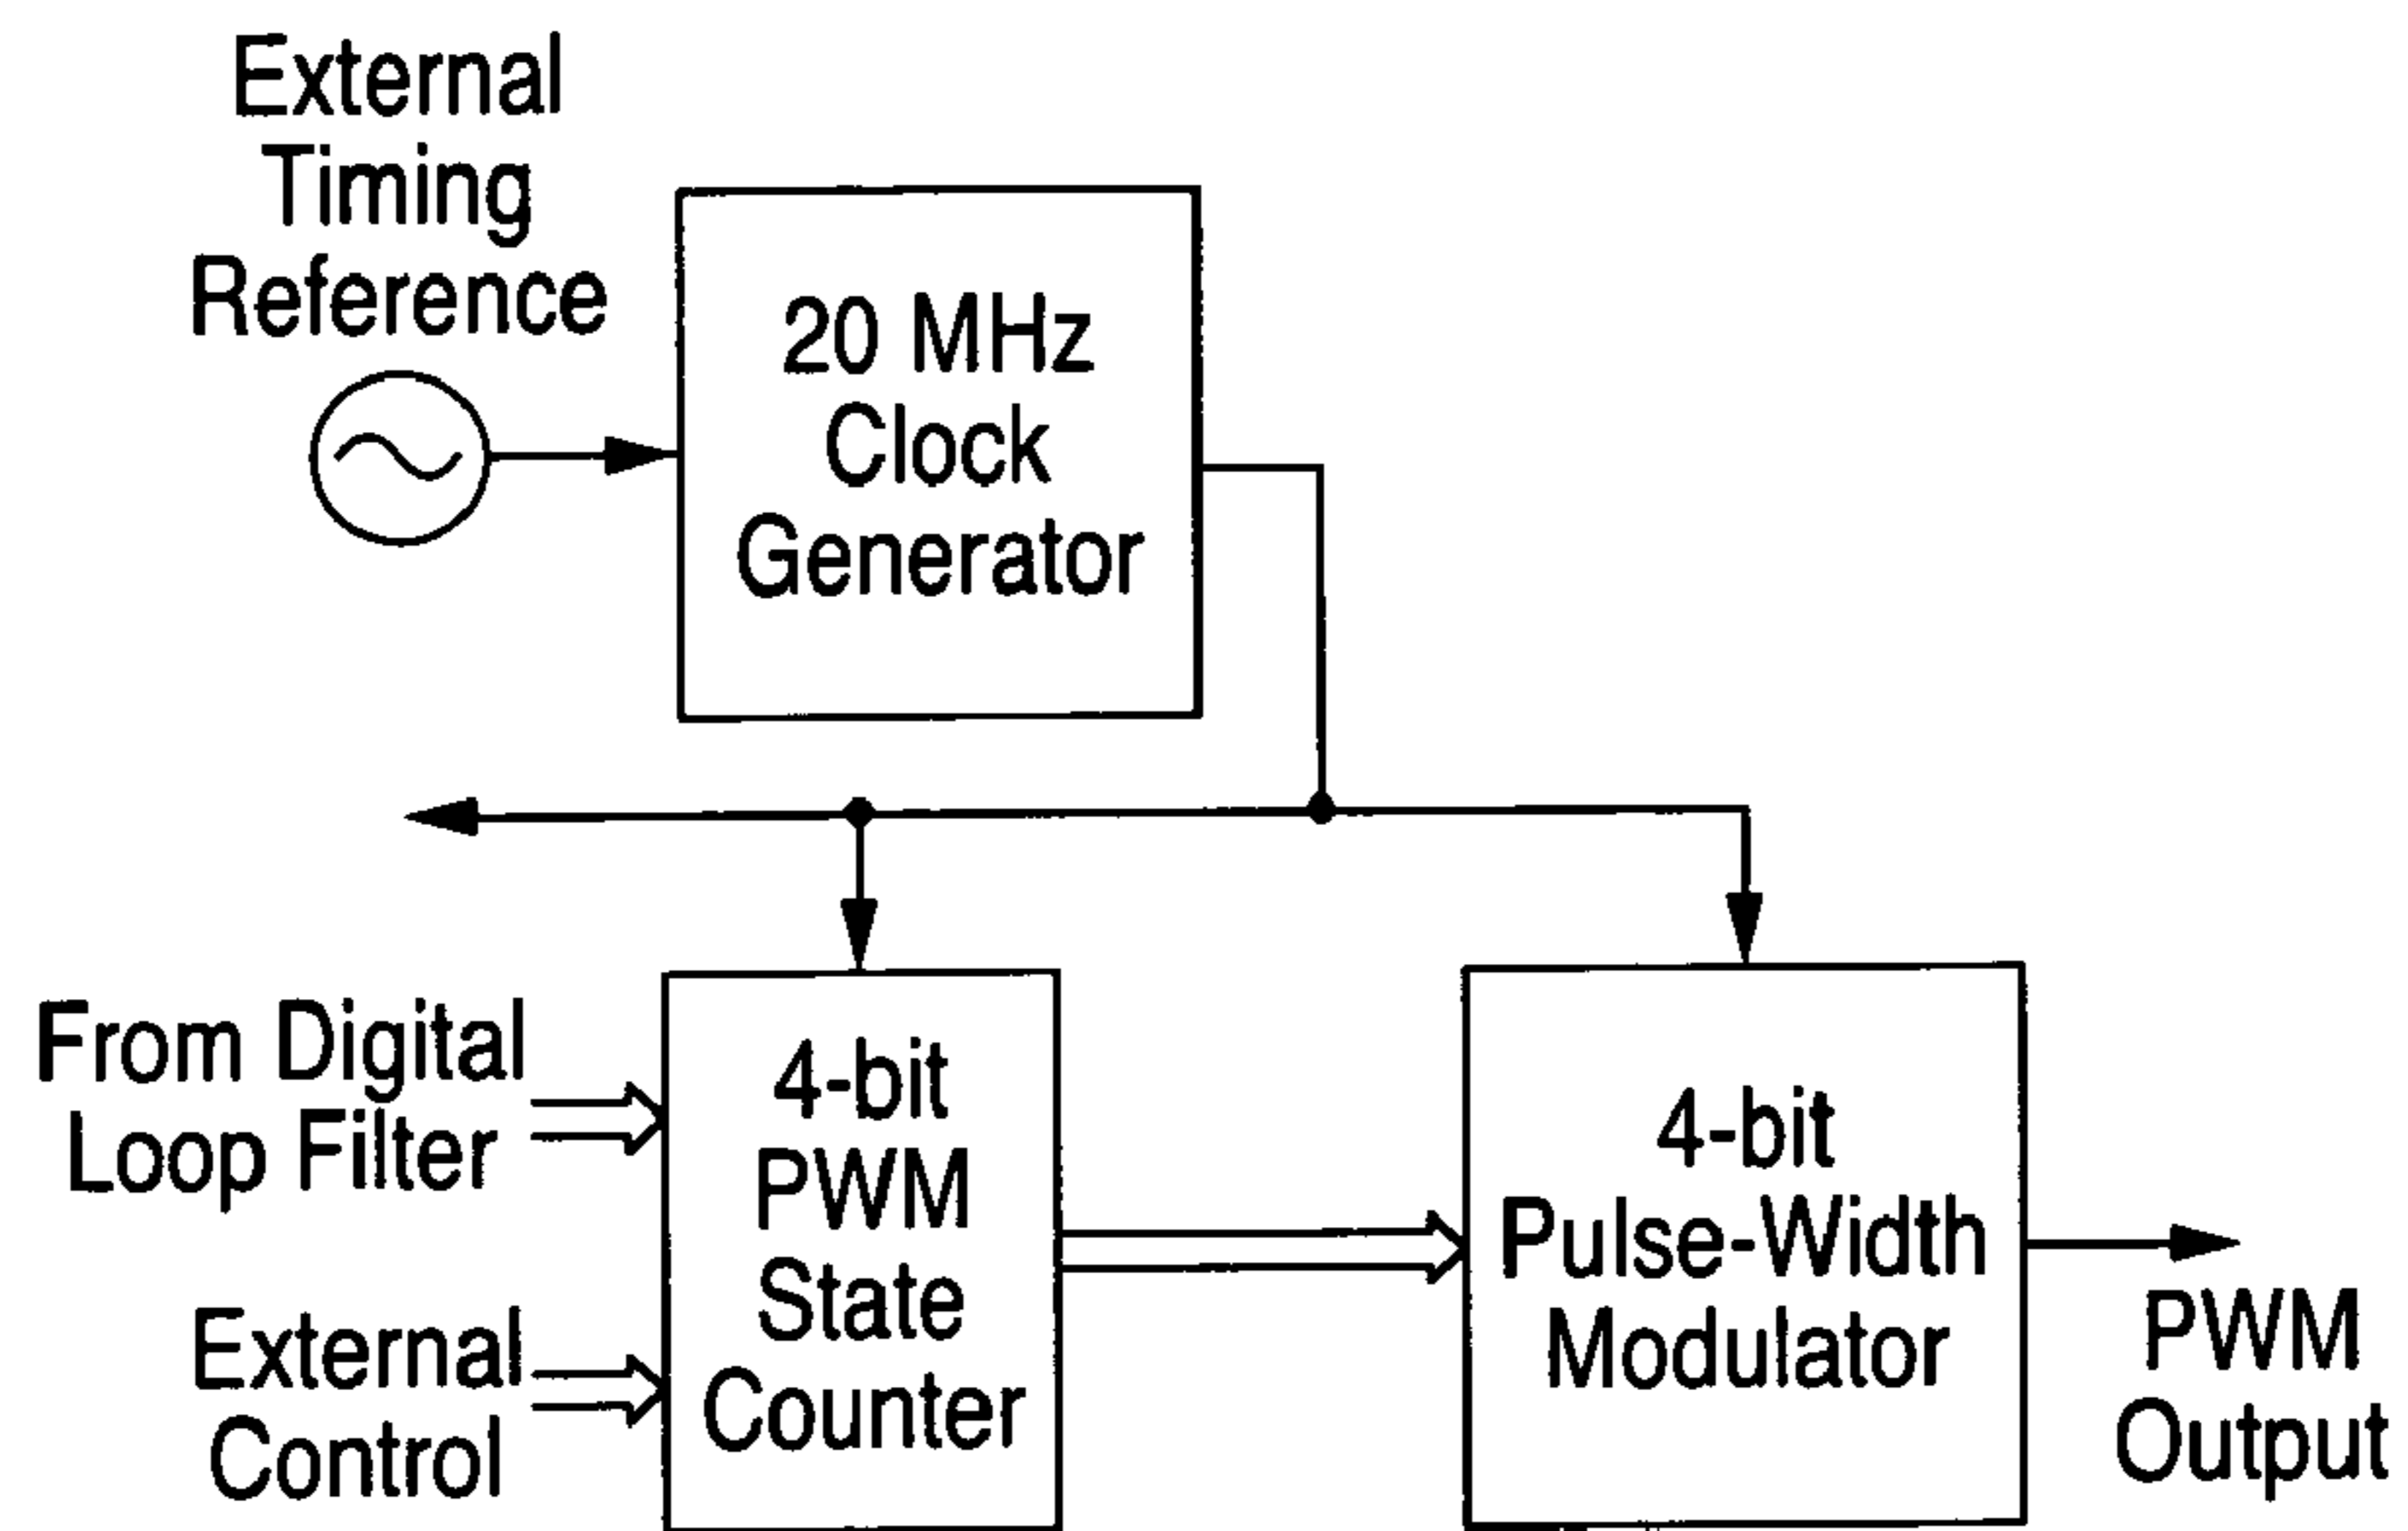 External
Timing
Reference
20 MHz
Clock
Generator
From Digital
Loop Filter
External
Control
4-bit
PWM
State
Counter
4-bit
Pulse-Width
Modulator
PWM
Output